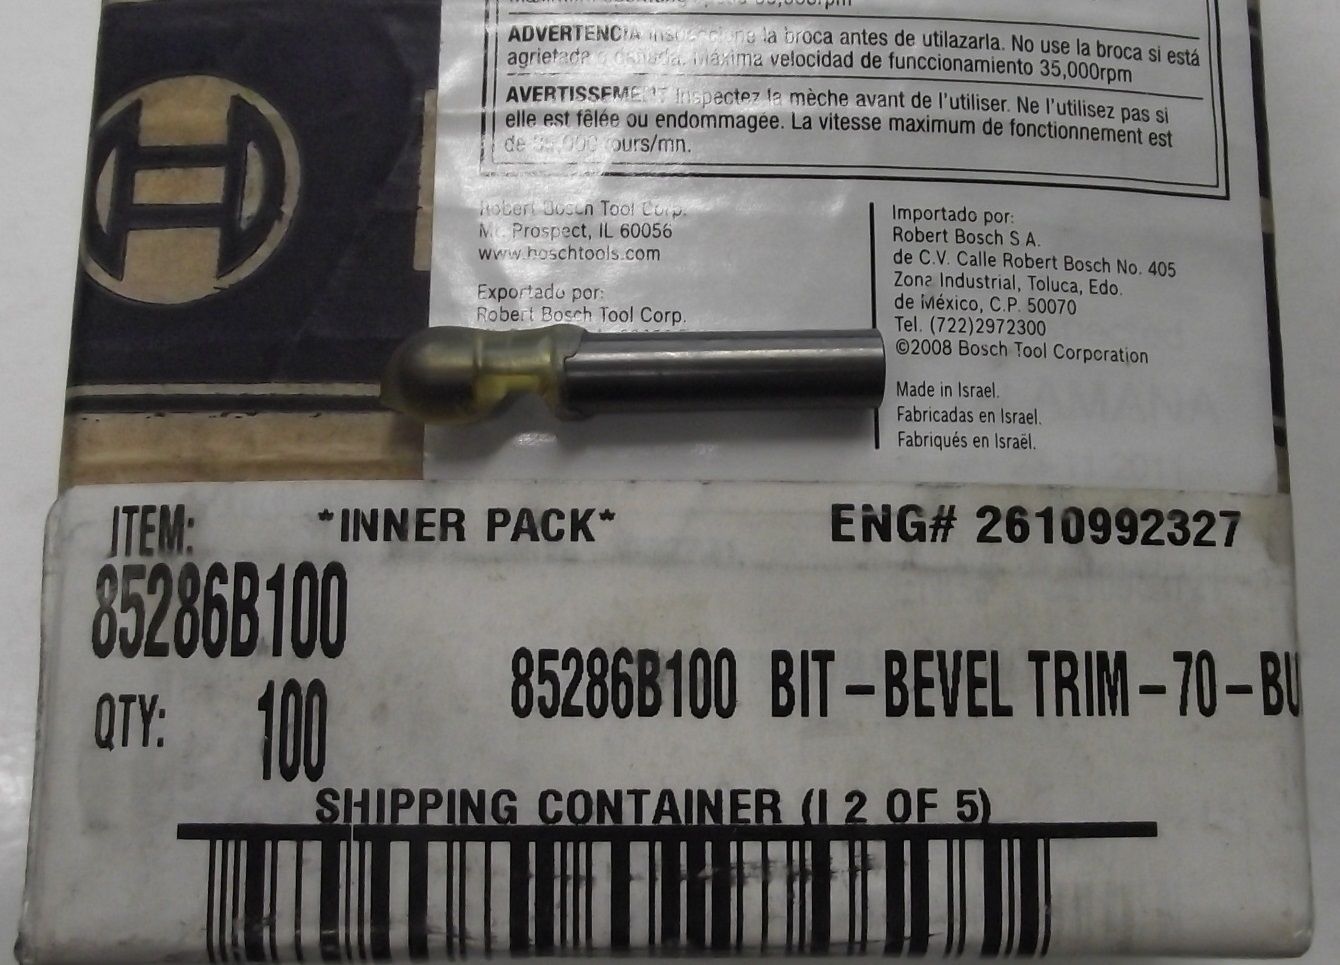 ADVERTENCIA Inspeccione la broca antes de utilazarla. No use la broca si está
agrietada o dañada. Máxima velocidad de funccionamiento 35,000rpm
AVERTISSEMENT Inspectez la mèche avant de l'utiliser. Ne l'utilisez pas si
elle est fêlée ou endommagée. La vitesse maximum de fonctionnement est
de 35,000 tours/mn.
Robert Bosch Tool Corp.
Mt. Prospect, IL 60056
www.boschtools.com
Exportado por:
Robert Bosch Tool Corp.
Importado por:
Robert Bosch S.A.
de C.V. Calle Robert Bosch No. 405
Zona Industrial, Toluca, Edo.
de México, C.P. 50070
Tel. (722)2972300
©2008 Bosch Tool Corporation
Made in Israel.
Fabricadas en Israel.
Fabriqués en Israël.
ITEM: *INNER PACK* ENG# 2610992327
85286B100
85286B100 BIT-BEVEL TRIM-70-BU
QTY: 100
SHIPPING CONTAINER (I 2 OF 5)